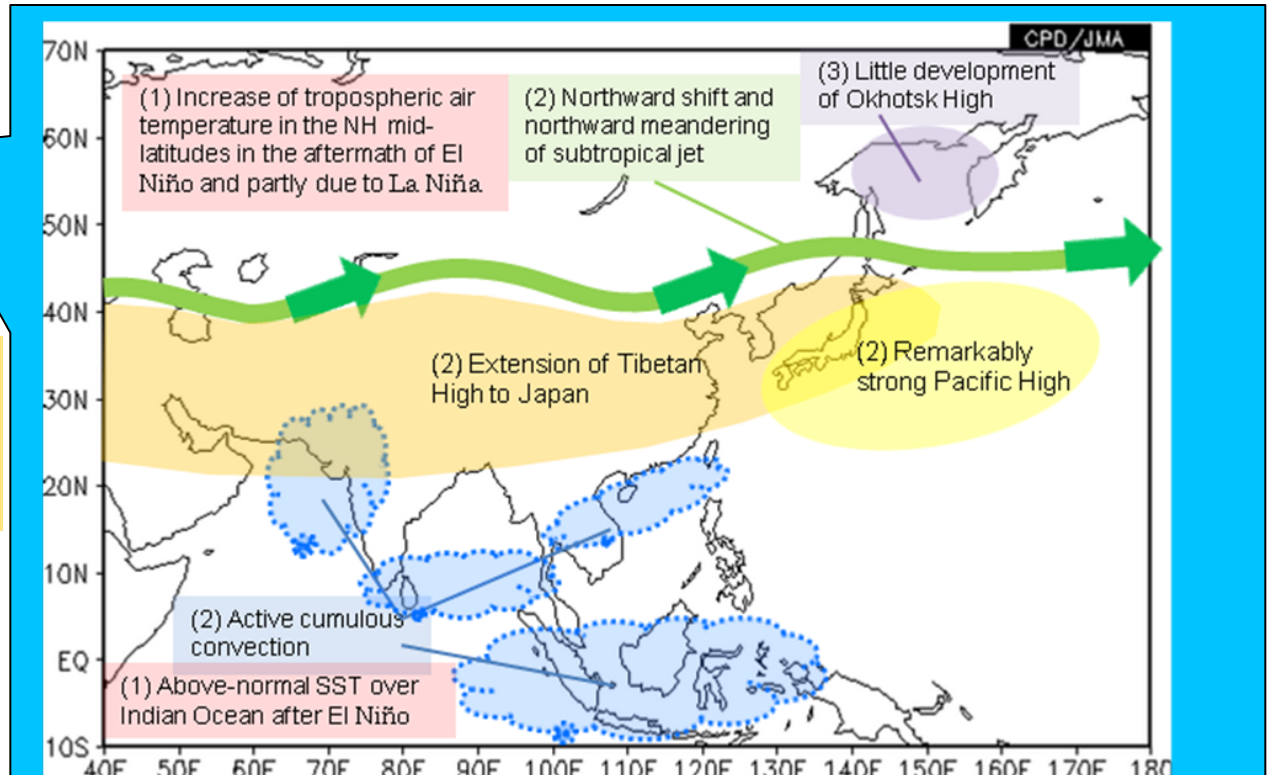 CPD/JMA
70N
60N
50N
40N
30N
20N
10N
EQ
10S
(1) Increase of tropospheric air
temperature in the NH mid-
latitudes in the aftermath of El
Niño and partly due to La Niña
(2) Northward shift and
northward meandering
of subtropical jet
(3) Little development
of Okhotsk High
(2) Extension of Tibetan
High to Japan
(2) Remarkably
strong Pacific High
(2) Active cumulous
convection
(1) Above-normal SST over
Indian Ocean after El Niño
40E 50E 60E 70E 80E 90E 100E 110E 120E 130E 140E 150E 160E 170E 180